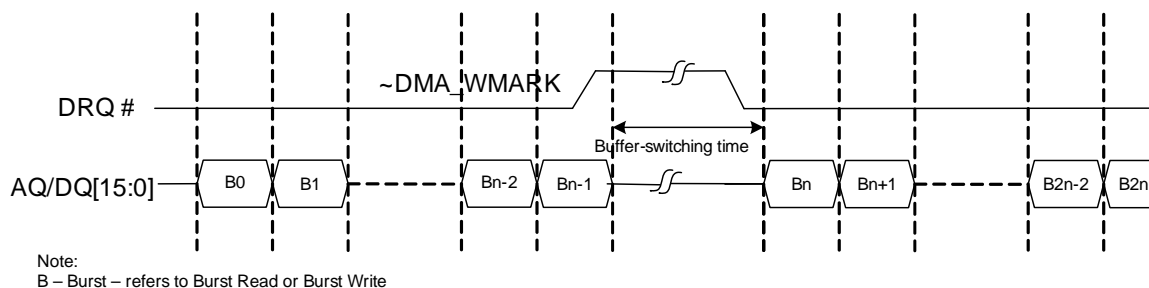 ~DMA_WMARK
DRQ #
Buffer-switching time
AQ/DQ[15:0]
B0 B1 Bn-2 Bn-1 Bn Bn+1 B2n-2 B2n
Note:
B – Burst – refers to Burst Read or Burst Write